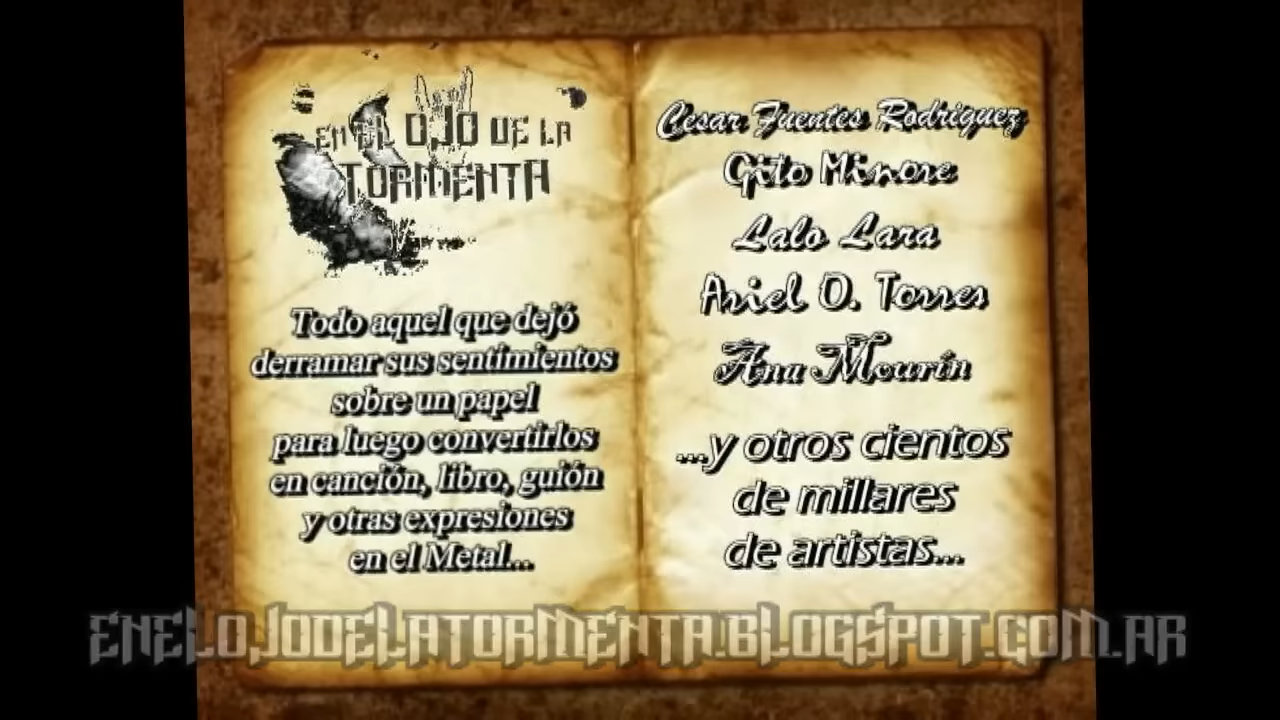 EN EL OJO DE LA
TORMENTA
Todo aquel que dejó
derramar sus sentimientos
sobre un papel
para luego convertirlos
en canción, libro, guión
y otras expresiones
en el Metal...
Cesar Fuentes Rodriguez
Gito Minore
Lalo Lara
Ariel O. Torres
Ana Mourín
...y otros cientos
de millares
de artistas...
ENELOJODELATORMENTA.BLOGSPOT.COM.AR